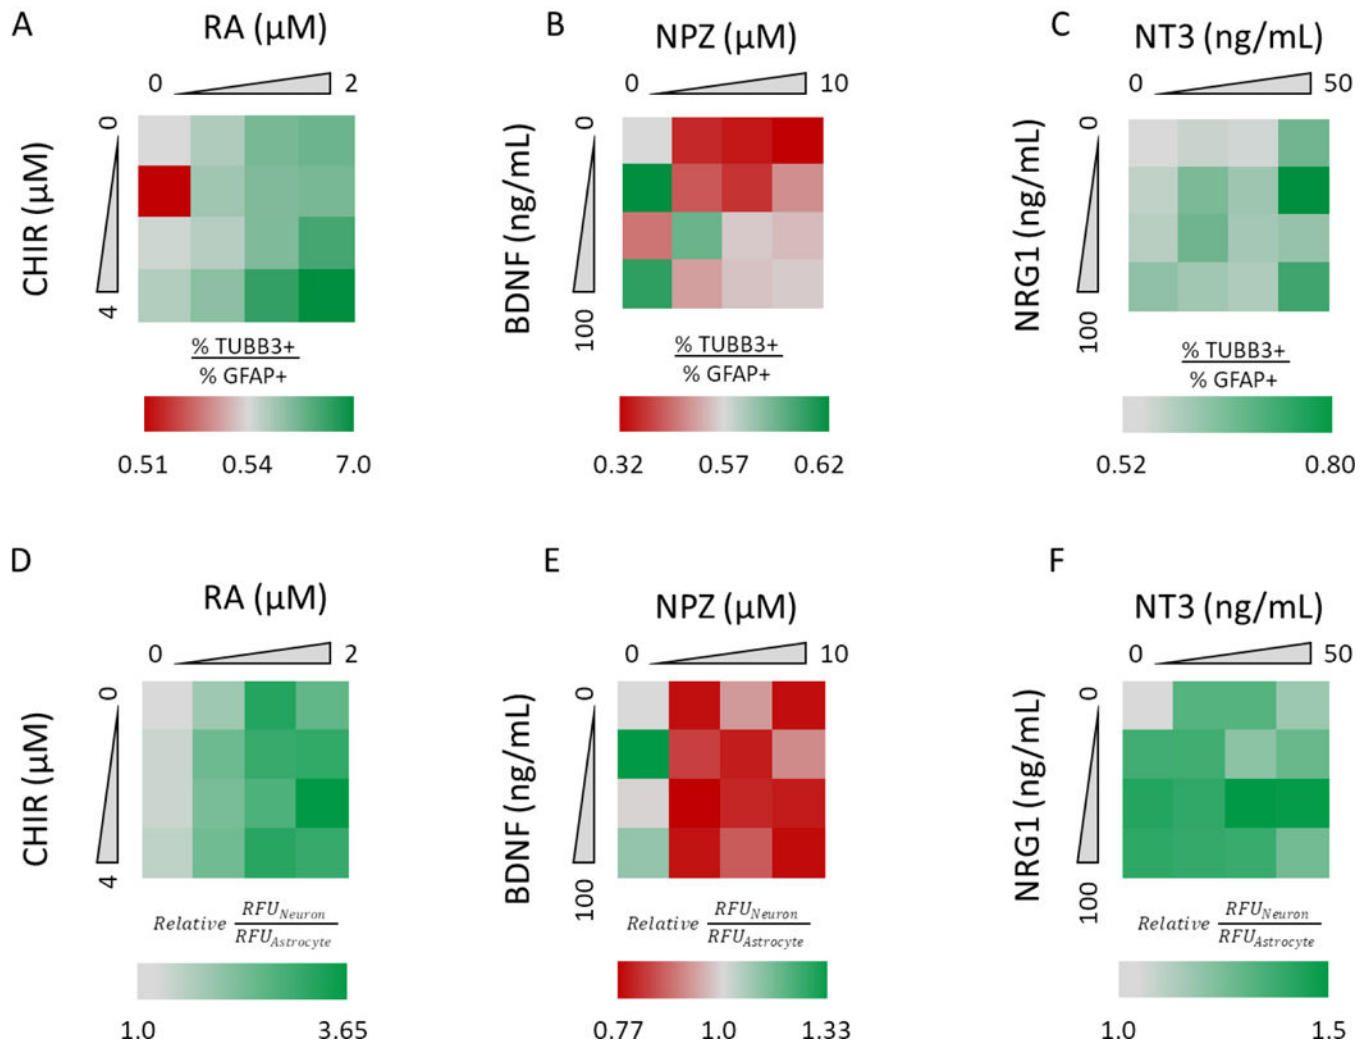 A
RA (µM)
0
2
CHIR (µM)
0
4
% TUBB3+
% GFAP+
0.51
0.54
7.0
B
NPZ (µM)
0
10
BDNF (ng/mL)
0
100
% TUBB3+
% GFAP+
0.32
0.57
0.62
C
NT3 (ng/mL)
0
50
NRG1 (ng/mL)
0
100
% TUBB3+
% GFAP+
0.52
0.80
D
RA (µM)
0
2
CHIR (µM)
0
4
Relative RFU_Neuron
RFU_Astrocyte
1.0
3.65
E
NPZ (µM)
0
10
BDNF (ng/mL)
0
100
Relative RFU_Neuron
RFU_Astrocyte
0.77
1.0
1.33
F
NT3 (ng/mL)
0
50
NRG1 (ng/mL)
0
100
Relative RFU_Neuron
RFU_Astrocyte
1.0
1.5